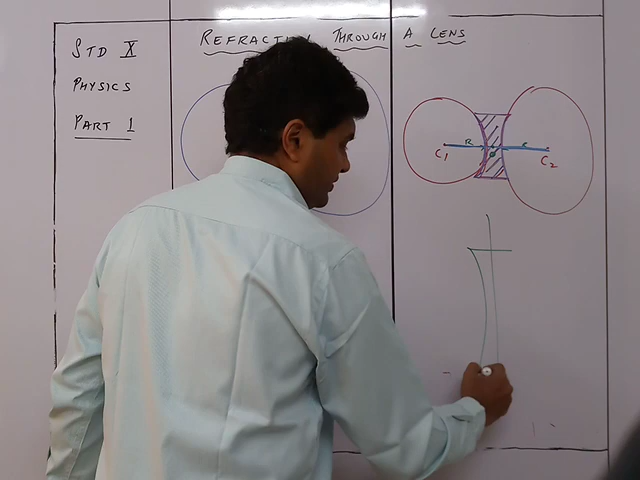 STD X
PHYSICS
PART 1
REFRACTI THROUGH A LENS
R
C1
C2